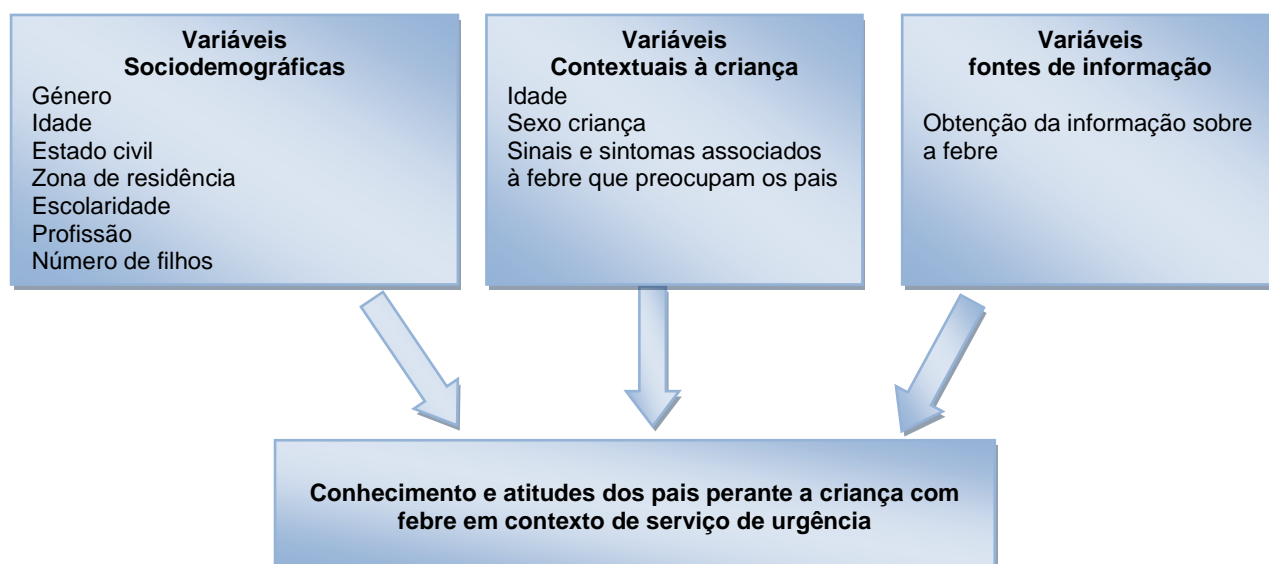 Variáveis
Sociodemográficas
Género
Idade
Estado civil
Zona de residência
Escolaridade
Profissão
Número de filhos
Variáveis
Contextuais à criança
Idade
Sexo criança
Sinais e sintomas associados
à febre que preocupam os pais
Variáveis
fontes de informação
Obtenção da informação sobre
a febre
Conhecimento e atitudes dos pais perante a criança com
febre em contexto de serviço de urgência